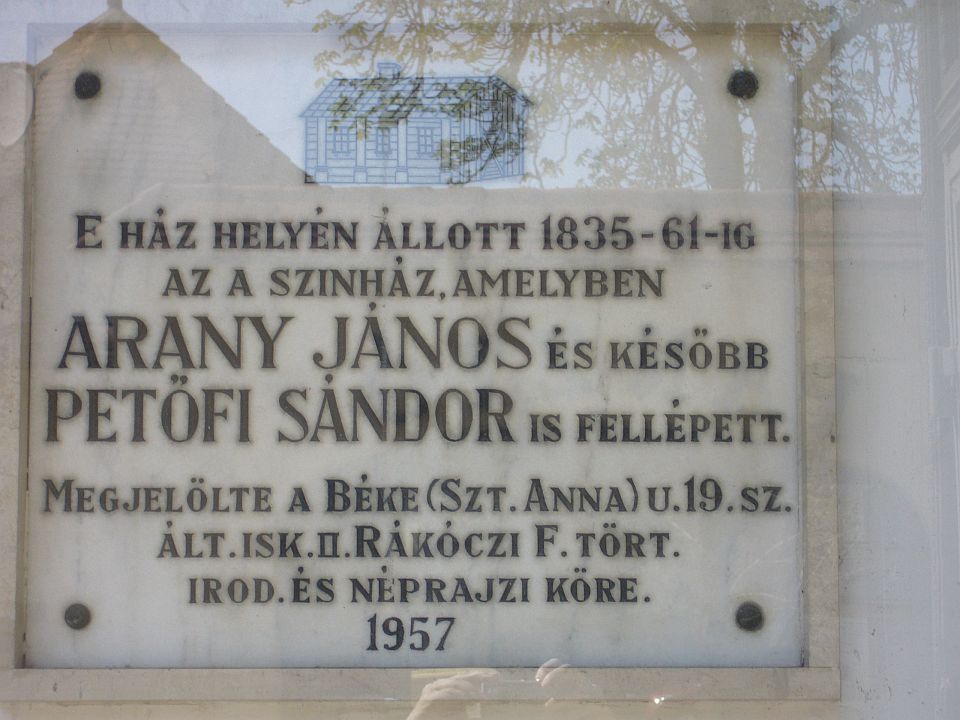 E HÁZ HELYÉN ÁLLOTT 1835-61-IG
AZ A SZINHÁZ, AMELYBEN
ARANY JÁNOS ÉS KÉSŐBB
PETŐFI SÁNDOR IS FELLÉPETT.
MEGJELÖLTE A BÉKE (SZT. ANNA) U. 19. SZ.
ÁLT. ISK. II. RÁKÓCZI F. TÖRT.
IROD. ÉS NÉPRAJZI KÖRE.
1957